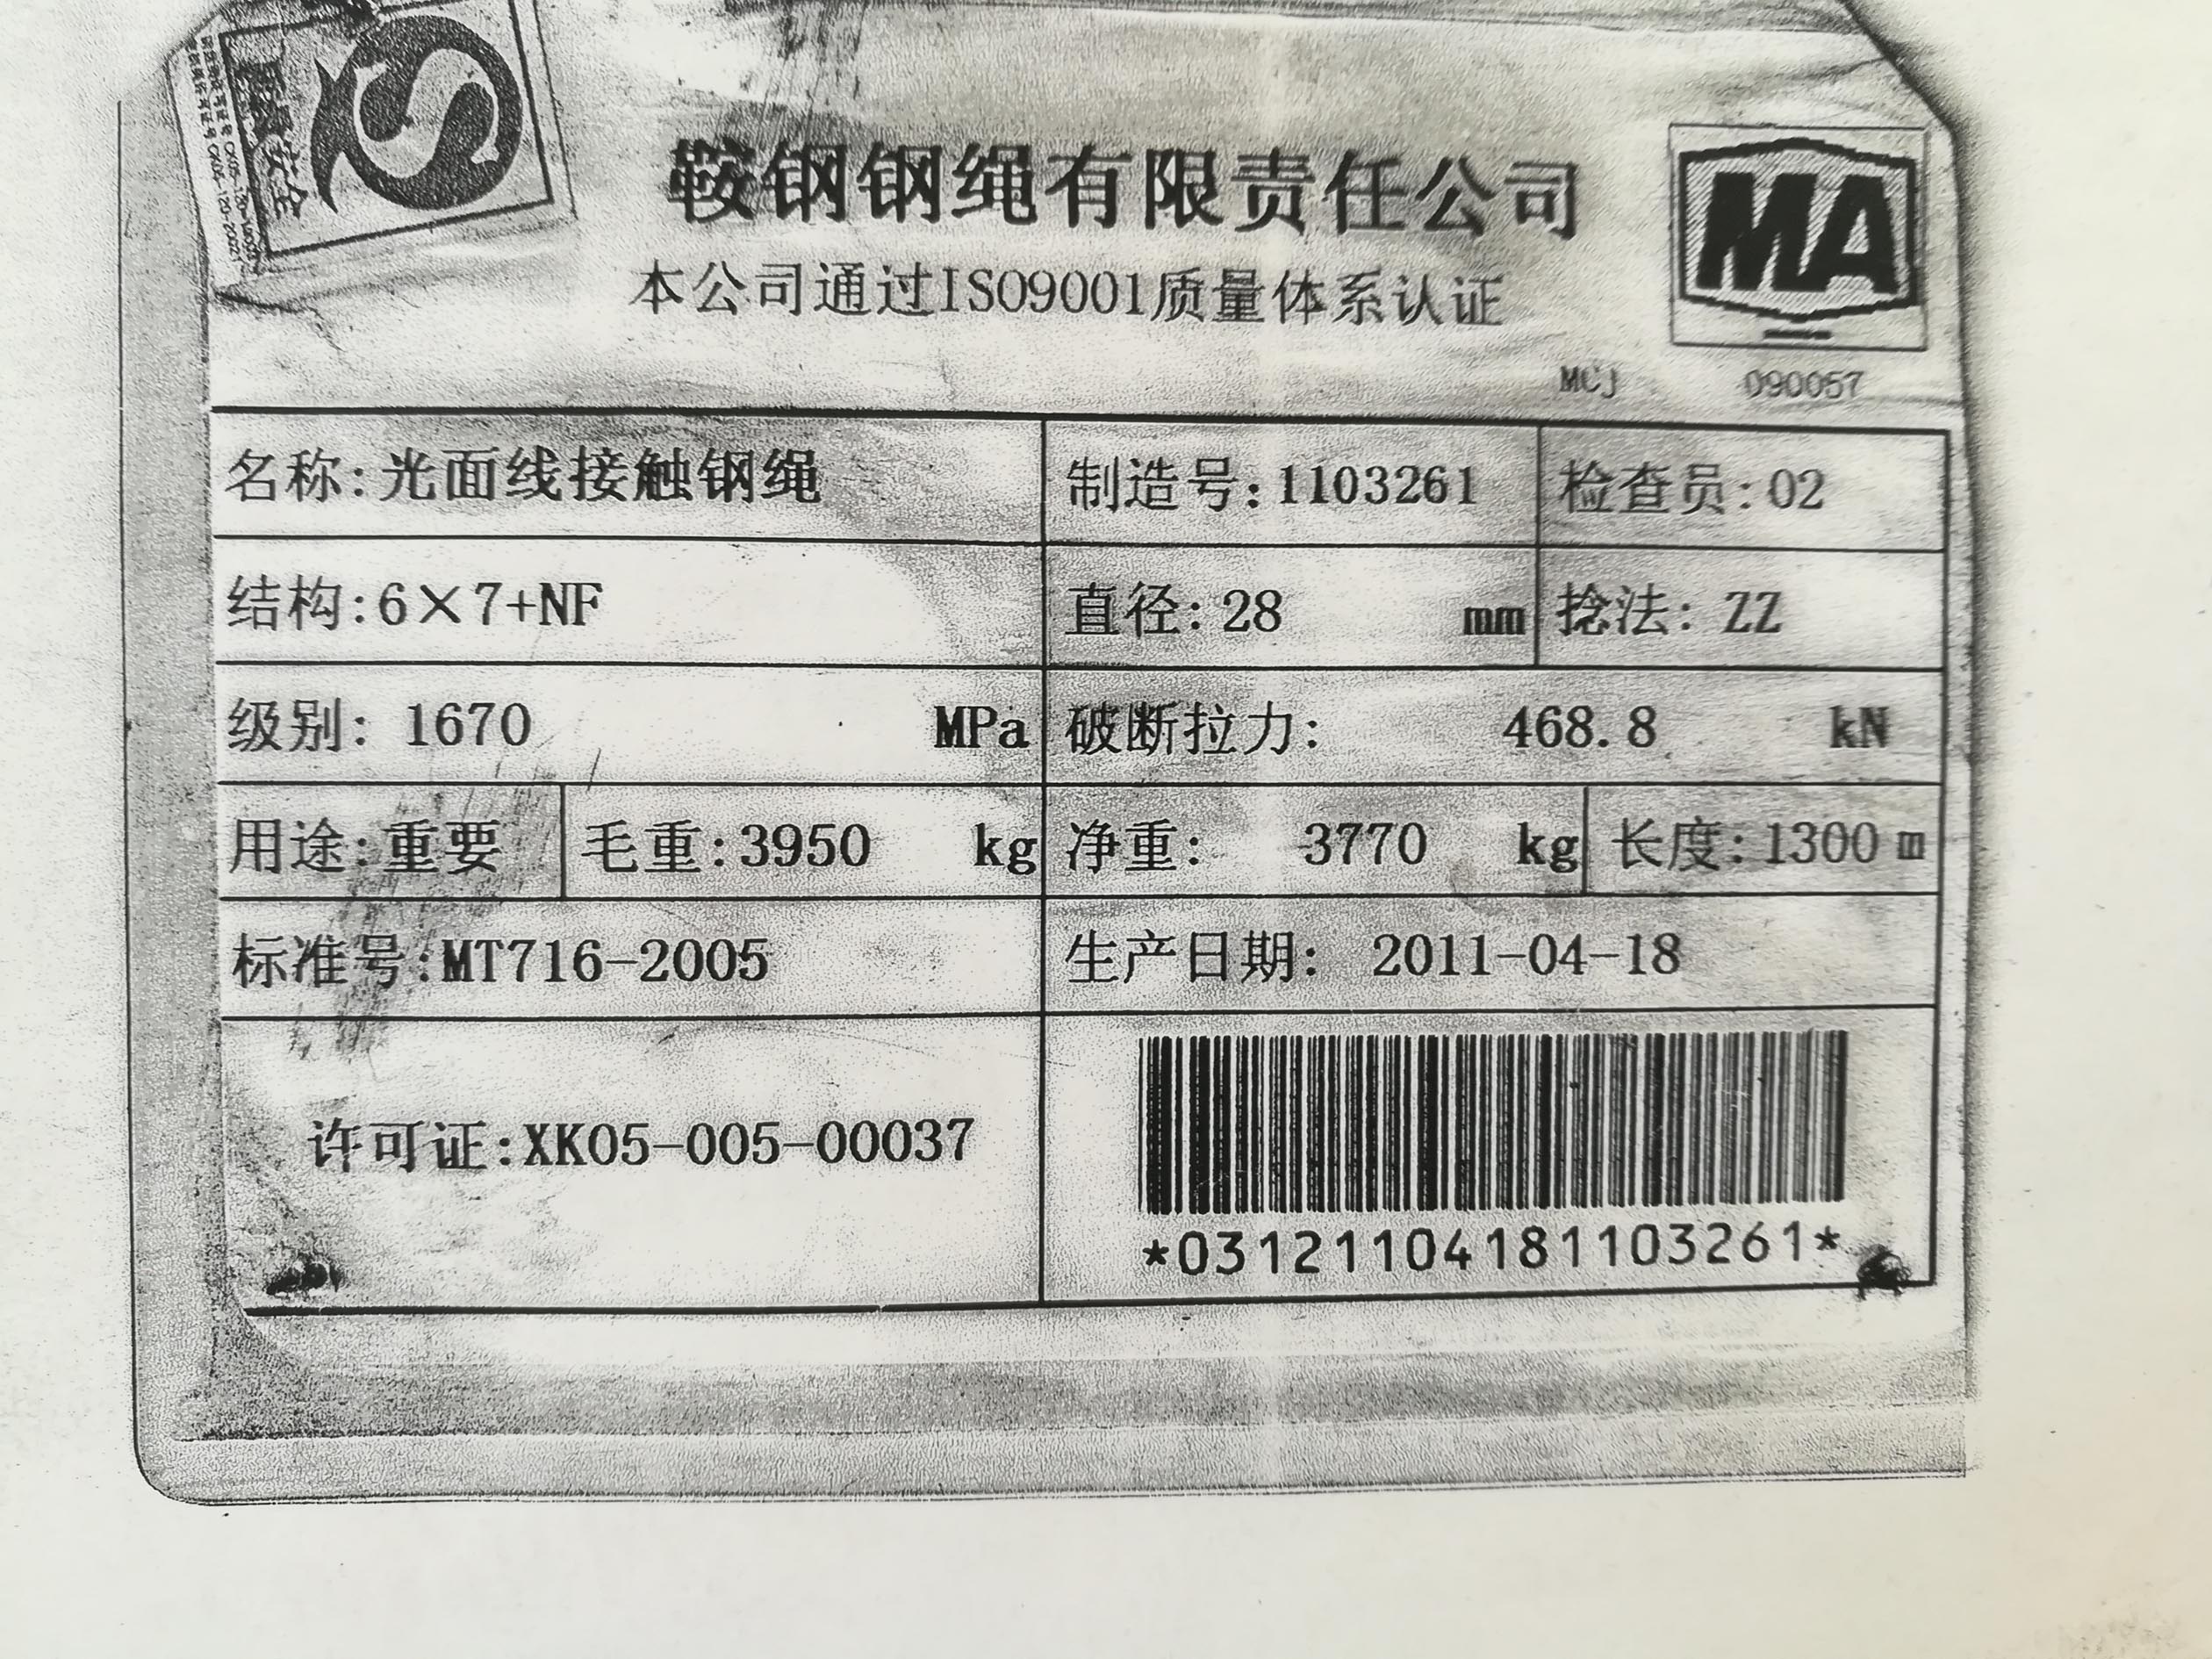 质量安全
鞍钢钢绳有限责任公司
本公司通过ISO9001质量体系认证
MA
MCJ 090057
名称:光面线接触钢绳 制造号:1103261 检查员:02
结构:6×7+NF 直径:28 mm 捻法:ZZ
级别:1670 MPa 破断拉力: 468.8 kN
用途:重要 毛重:3950 kg 净重: 3770 kg 长度:1300 m
标准号:MT716-2005 生产日期: 2011-04-18
许可证:XK05-005-00037
*03121104181103261*